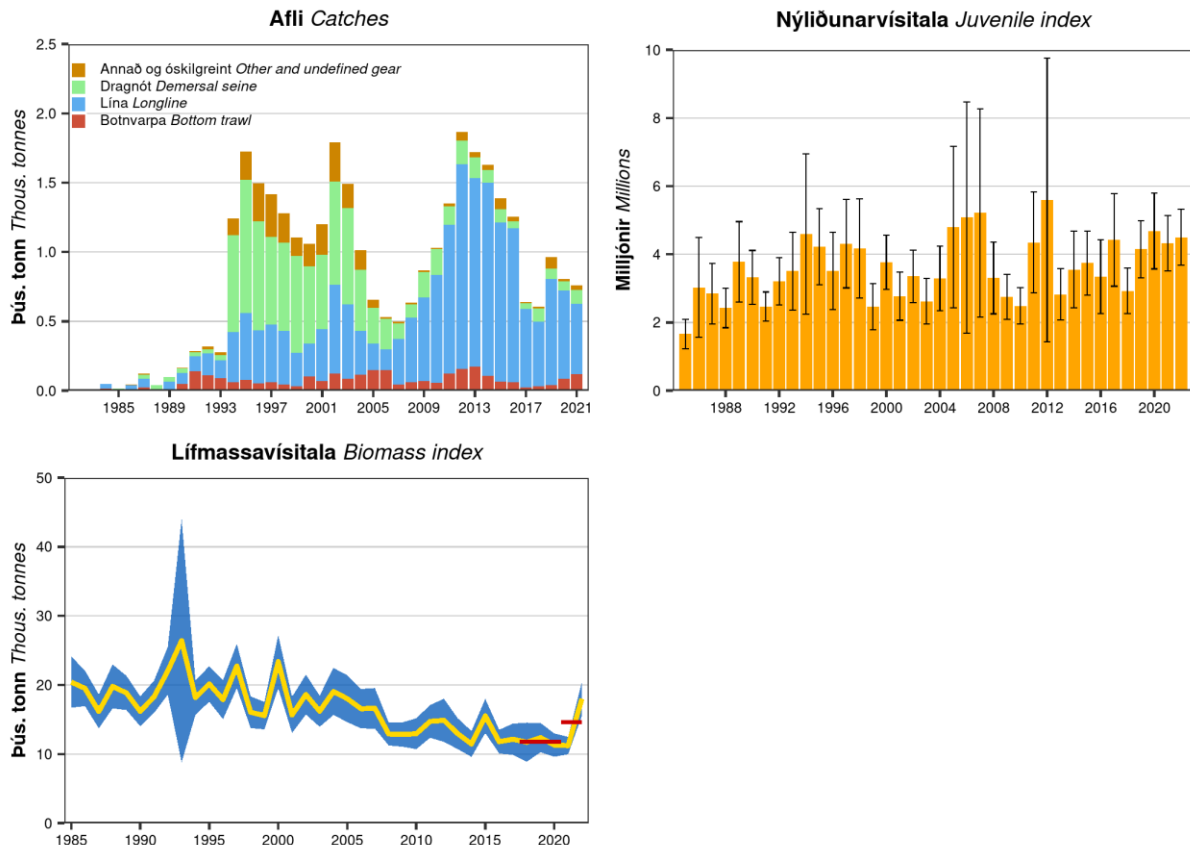 Afli Catches
Þús. tonn Thous. tonnes
2.5
2.0
1.5
1.0
0.5
0.0
Annað og óskilgreint Other and undefined gear
Dragnót Demersal seine
Lína Longline
Botnvarpa Bottom trawl
1985 1989 1993 1997 2001 2005 2009 2013 2017 2021
Nýliðunarvísitala Juvenile index
Milljónir Millions
10
8
6
4
2
0
1988 1992 1996 2000 2004 2008 2012 2016 2020
Lífmassavísitala Biomass index
Þús. tonn Thous. tonnes
50
40
30
20
10
0
1985 1990 1995 2000 2005 2010 2015 2020